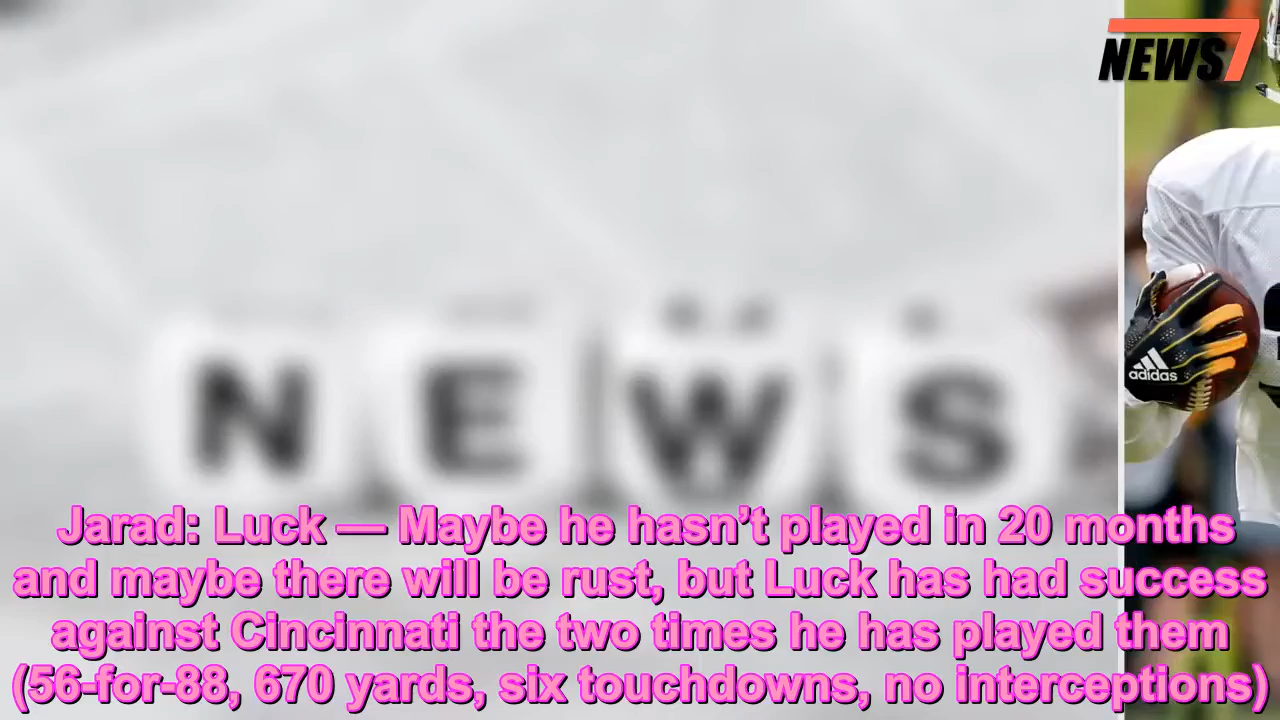 NEWS7
NEWS
adidas
Jarad: Luck — Maybe he hasn’t played in 20 months
and maybe there will be rust, but Luck has had success
against Cincinnati the two times he has played them
(56-for-88, 670 yards, six touchdowns, no interceptions)